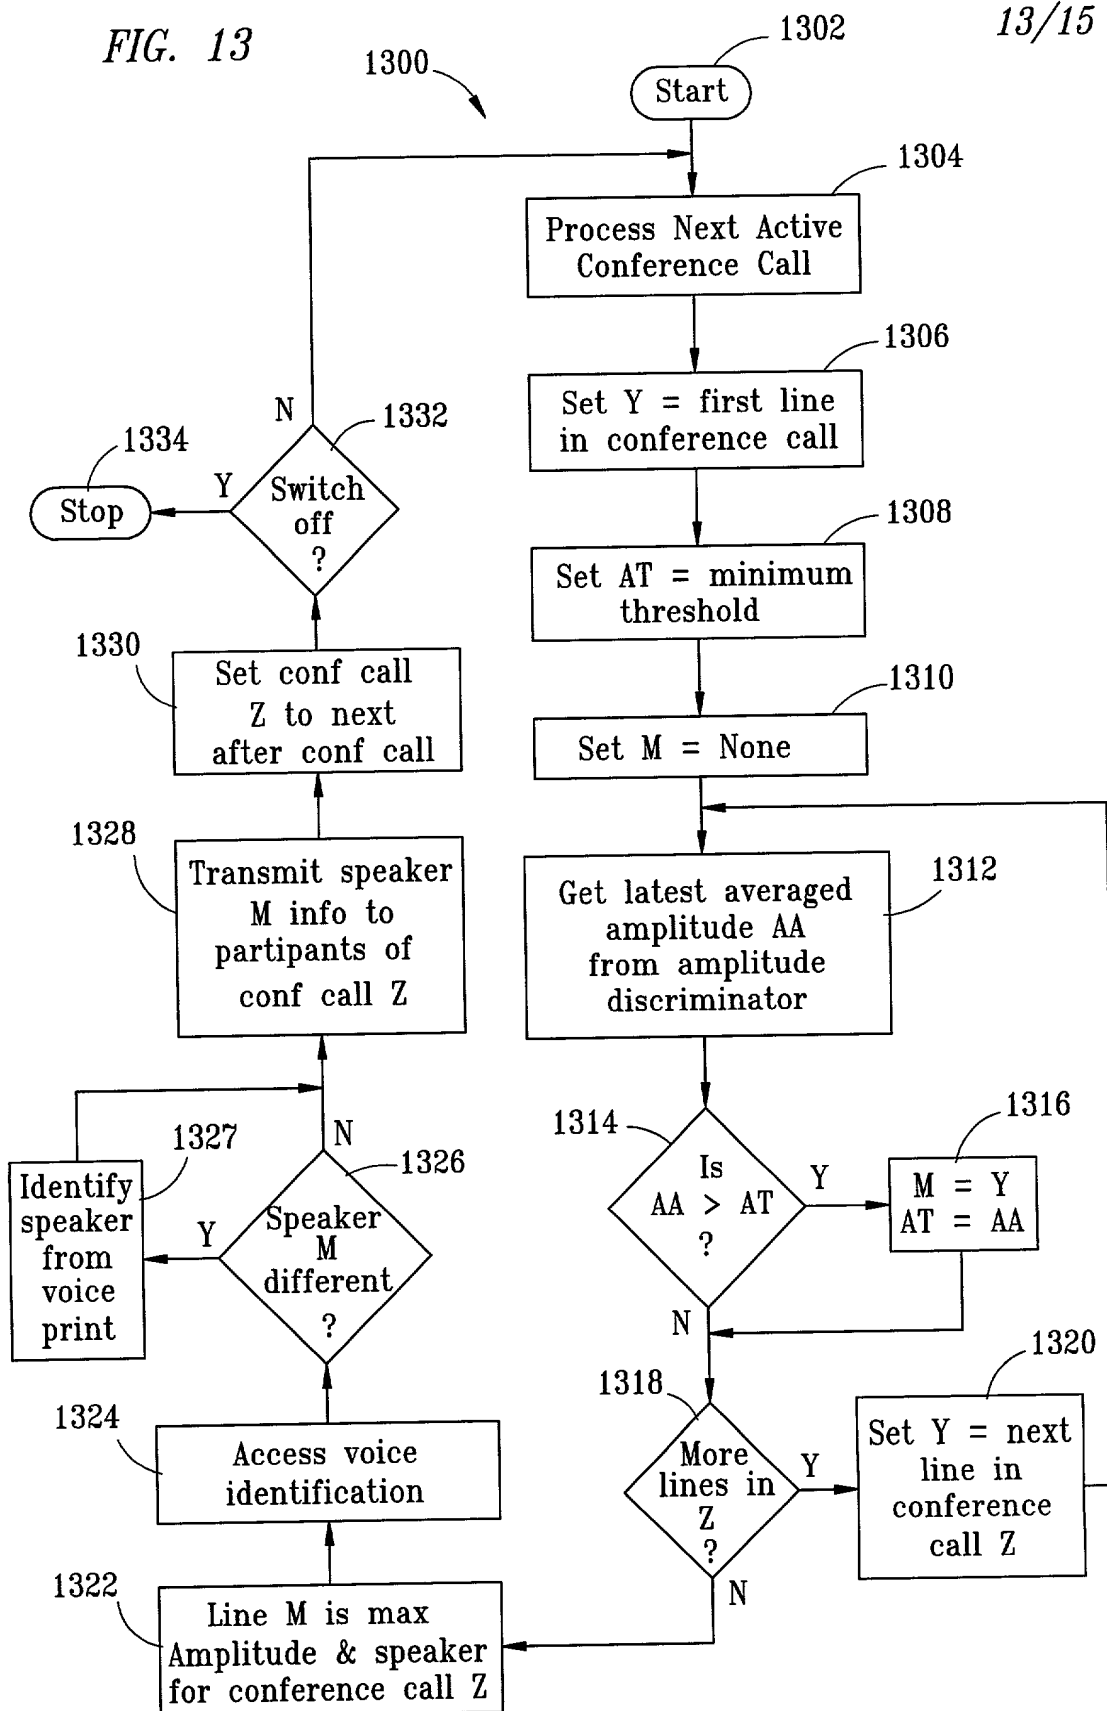 FIG. 13
13/15
1300
1302
Start
1304
Process Next Active
Conference Call
1306
Set Y = first line
in conference call
1308
Set AT = minimum
threshold
1310
Set M = None
1312
Get latest averaged
amplitude AA
from amplitude
discriminator
1314
Is
AA > AT
?
Y
N
1316
M = Y
AT = AA
1318
More
lines in
Z
?
Y
N
1320
Set Y = next
line in
conference
call Z
1322
Line M is max
Amplitude & speaker
for conference call Z
1324
Access voice
identification
1326
Speaker
M
different
?
Y
N
1327
Identify
speaker
from
voice
print
1328
Transmit speaker
M info to
partipants of
conf call Z
1330
Set conf call
Z to next
after conf call
1332
Switch
off
?
N
Y
1334
Stop